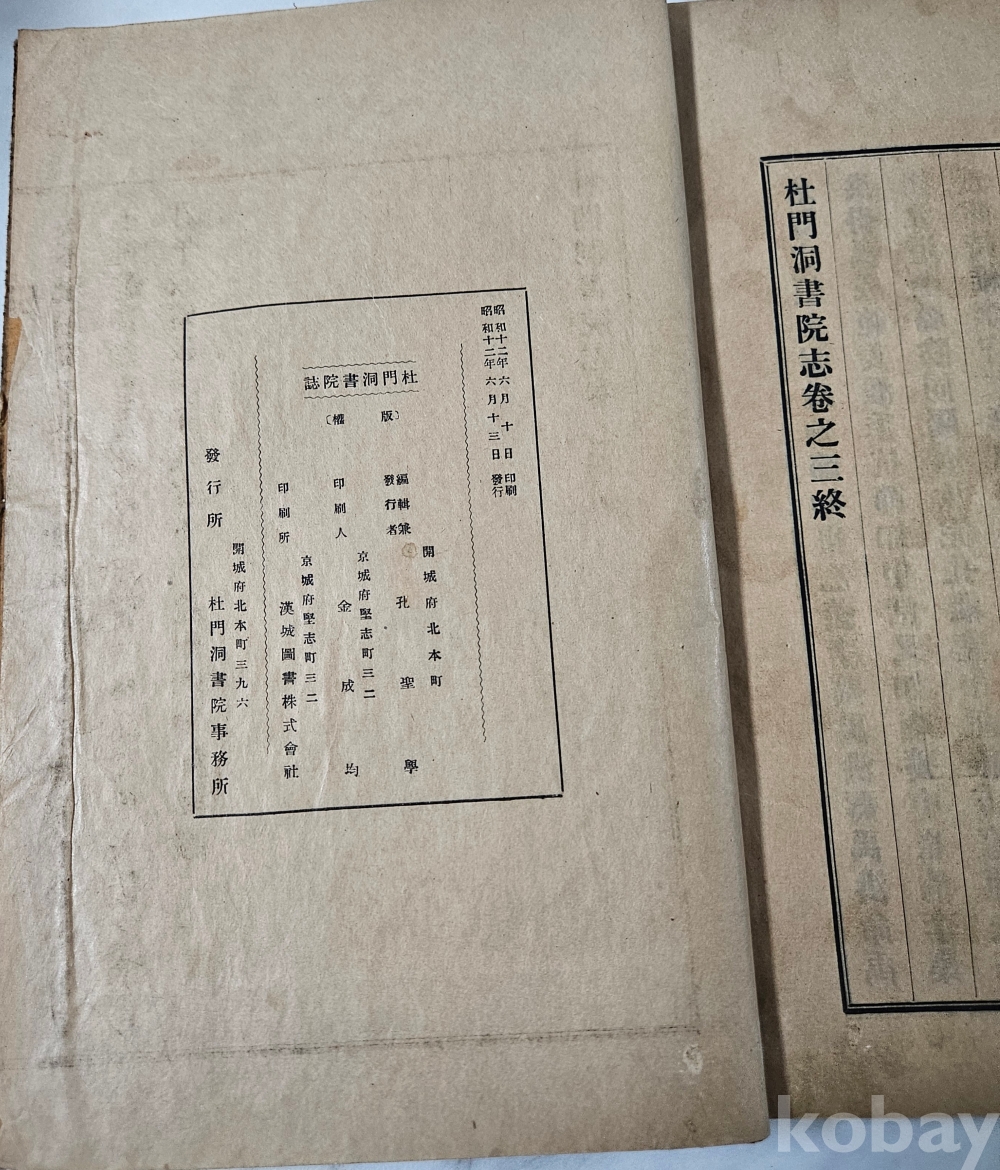 杜門洞書院志卷之三終
昭和十二年六月十日印刷
昭和十二年六月十三日發行
杜門洞書院誌
〔版權〕
開城府北本町
編輯兼
發行者 孔聖學
京城府堅志町三二
印刷人 金成均
京城府堅志町三二
印刷所 漢城圖書株式會社
開城府北本町三九六
發行所 杜門洞書院事務所
kobay